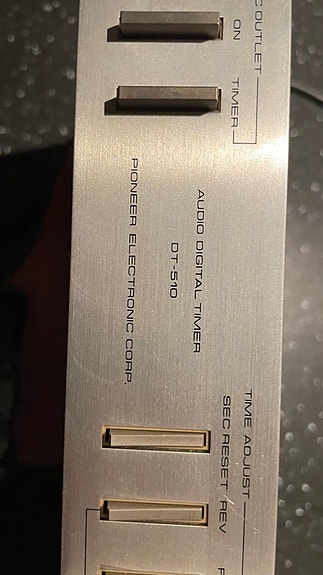 C OUTLET
ON
TIMER
AUDIO DIGITAL TIMER
DT-510
PIONEER ELECTRONIC CORP.
TIME ADJUST
SEC RESET REV
F